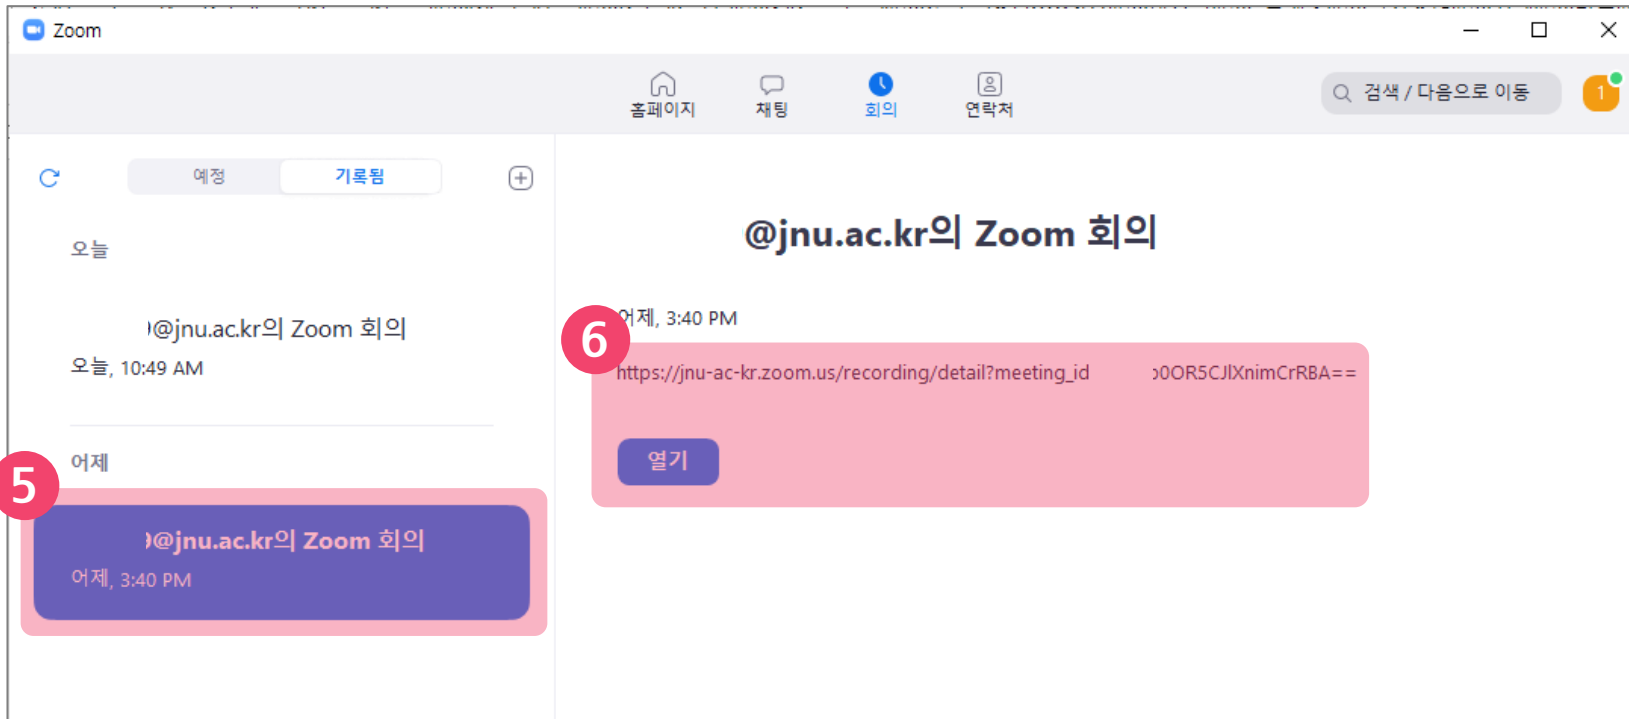 Zoom
홈페이지 채팅 회의 연락처
검색 / 다음으로 이동
1
예정 기록됨
오늘
@jnu.ac.kr의 Zoom 회의
오늘, 10:49 AM
어제
5
9@jnu.ac.kr의 Zoom 회의
어제, 3:40 PM
@jnu.ac.kr의 Zoom 회의
어제, 3:40 PM
6
https://jnu-ac-kr.zoom.us/recording/detail?meeting_id
열기